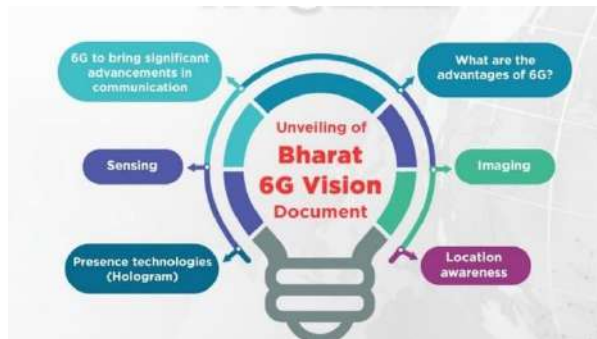 6G to bring significant
advancements in
communication
What are the
advantages of 6G?
Unveiling of
Bharat
6G Vision
Document
Sensing
Imaging
Presence technologies
(Hologram)
Location
awareness